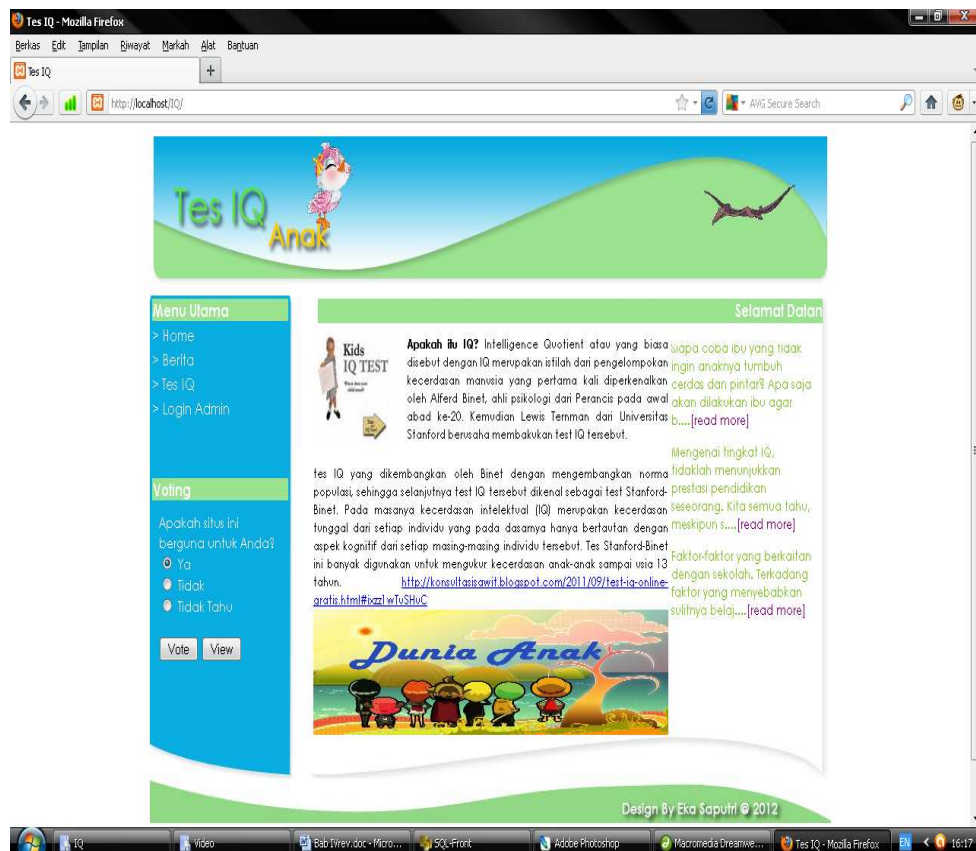 Tes IQ - Mozilla Firefox
Berkas Edit Tampilan Riwayat Markah Alat Bantuan
Tes IQ
http://localhost/IQ/
AVG Secure Search
Tes IQ
Anak
Menu Utama
> Home
> Berita
> Tes IQ
> Login Admin
Voting
Apakah situs ini
berguna untuk Anda?
Ya
Tidak
Tidak Tahu
Vote View
Selamat Datan
Kids
IQ TEST
Apakah itu IQ? Intelligence Quotient atau yang biasa
disebut dengan IQ merupakan istilah dari pengelompokan
kecerdasan manusia yang pertama kali diperkenalkan
oleh Alferd Binet, ahli psikologi dari Perancis pada awal
abad ke-20. Kemudian Lewis Ternman dari Universitas
Stanford berusaha membakukan test IQ tersebut.
tes IQ yang dikembangkan oleh Binet dengan mengembangkan norma
populasi, sehingga selanjutnya test IQ tersebut dikenal sebagai test Stanford-
Binet. Pada masanya kecerdasan intelektual (IQ) merupakan kecerdasan
tunggal dari setiap individu yang pada dasarnya hanya bertautan dengan
aspek kognitif dari setiap masing-masing individu tersebut. Tes Stanford-Binet
ini banyak digunakan untuk mengukur kecerdasan anak-anak sampai usia 13
tahun. http://konsultasisawit.blogspot.com/2011/09/test-iq-online-
gratis.html#ixzz1wTuSHuC
Dunia Anak
Siapa coba ibu yang tidak
ingin anaknya tumbuh
cerdas dan pintar? Apa saja
akan dilakukan ibu agar
b....[read more]
Mengenai tingkat IQ,
tidaklah menunjukkan
prestasi pendidikan
seseorang. Kita semua tahu,
meskipun s....[read more]
Faktor-faktor yang berkaitan
dengan sekolah. Terkadang
faktor yang menyebabkan
sulitnya belaj....[read more]
Design By Eka Saputri @ 2012
IQ
Video
Bab IVrev.doc - Micro...
SQL-Front
Adobe Photoshop
Macromedia Dreamwe...
Tes IQ - Mozilla Firefox
EN
16:17